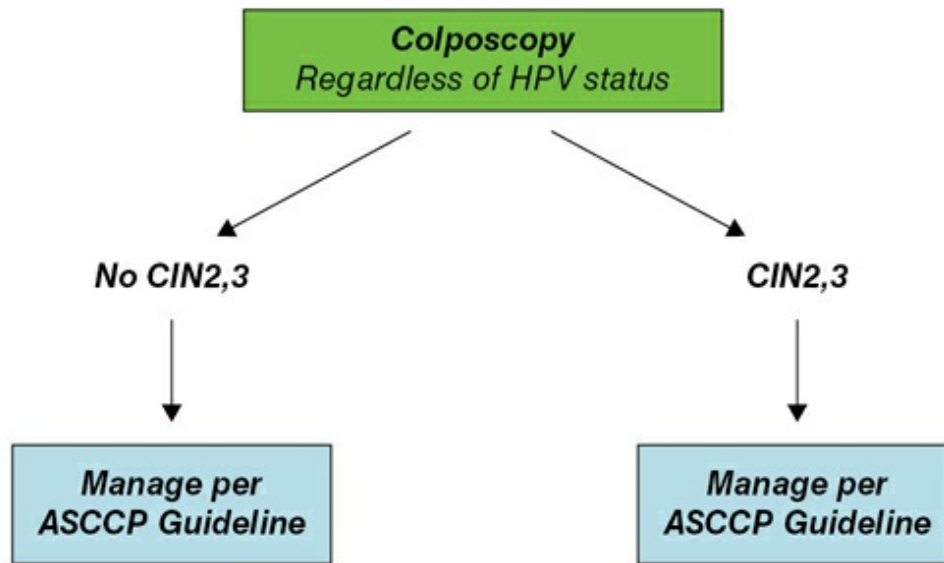 Colposcopy
Regardless of HPV status
No CIN2,3
CIN2,3
Manage per
ASCCP Guideline
Manage per
ASCCP Guideline